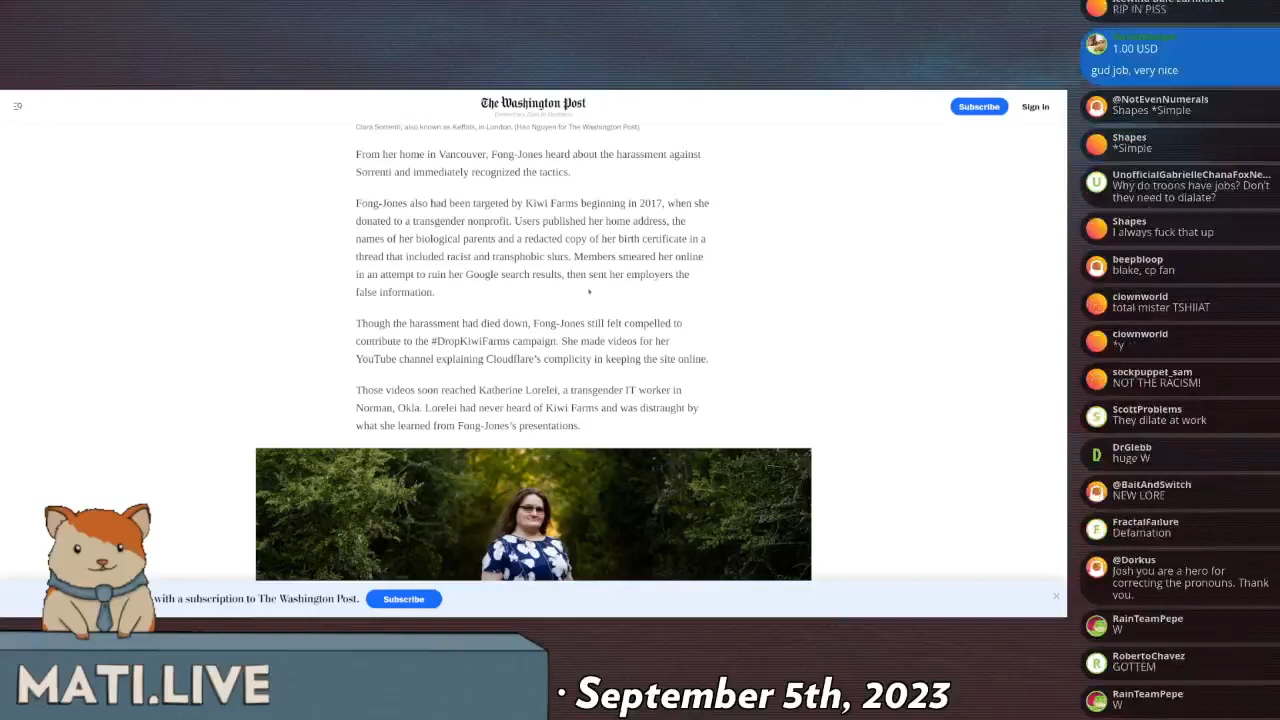 The Washington Post
Democracy Dies in Darkness
Subscribe
Sign in
Clara Sorrenti, also known as Keffals, in London. (Hao Nguyen for The Washington Post)
From her home in Vancouver, Fong-Jones heard about the harassment against
Sorrenti and immediately recognized the tactics.
Fong-Jones also had been targeted by Kiwi Farms beginning in 2017, when she
donated to a transgender nonprofit. Users published her home address, the
names of her biological parents and a redacted copy of her birth certificate in a
thread that included racist and transphobic slurs. Members smeared her online
in an attempt to ruin her Google search results, then sent her employers the
false information.
Though the harassment had died down, Fong-Jones still felt compelled to
contribute to the #DropKiwiFarms campaign. She made videos for her
YouTube channel explaining Cloudflare’s complicity in keeping the site online.
Those videos soon reached Katherine Lorelei, a transgender IT worker in
Norman, Okla. Lorelei had never heard of Kiwi Farms and was distraught by
what she learned from Fong-Jones’s presentations.
with a subscription to The Washington Post.
Subscribe
MATI.LIVE
· September 5th, 2023
RIP IN PISS
1.00 USD
gud job, very nice
@NotEvenNumerals
Shapes *Simple
Shapes
*Simple
UnofficialGabrielleChanaFoxNe...
Why do troons have jobs? Don't
they need to dialate?
Shapes
I always fuck that up
beepbloop
blake, cp fan
clownworld
total mister TSHIIAT
clownworld
*y
sockpuppet_sam
NOT THE RACISM!
ScottProblems
They dilate at work
DrGlebb
huge W
@BaitAndSwitch
NEW LORE
FractalFailure
Defamation
@Dorkus
Josh you are a hero for
correcting the pronouns. Thank
you.
RainTeamPepe
W
RobertoChavez
GOTTEM
RainTeamPepe
W